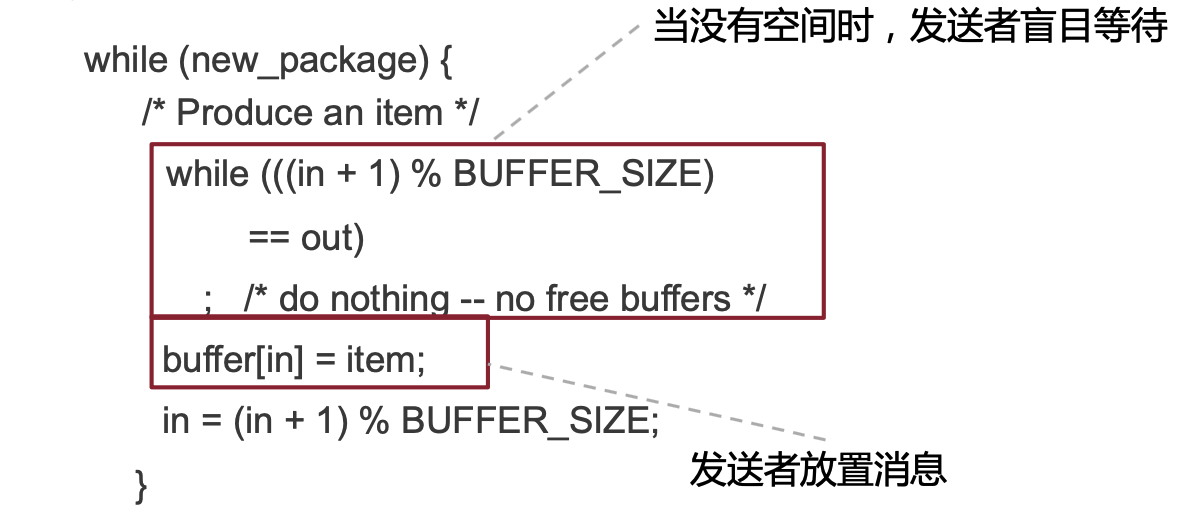 当没有空间时，发送者盲目等待
while (new_package) {
/* Produce an item */
while (((in + 1) % BUFFER_SIZE)
== out)
; /* do nothing -- no free buffers */
buffer[in] = item;
in = (in + 1) % BUFFER_SIZE;
发送者放置消息
}